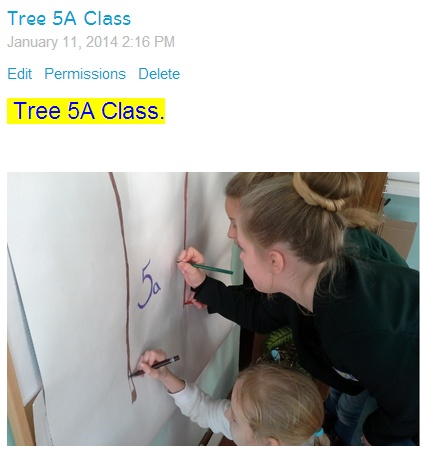 Tree 5A Class
January 11, 2014 2:16 PM
Edit Permissions Delete
Tree 5A Class.
5a